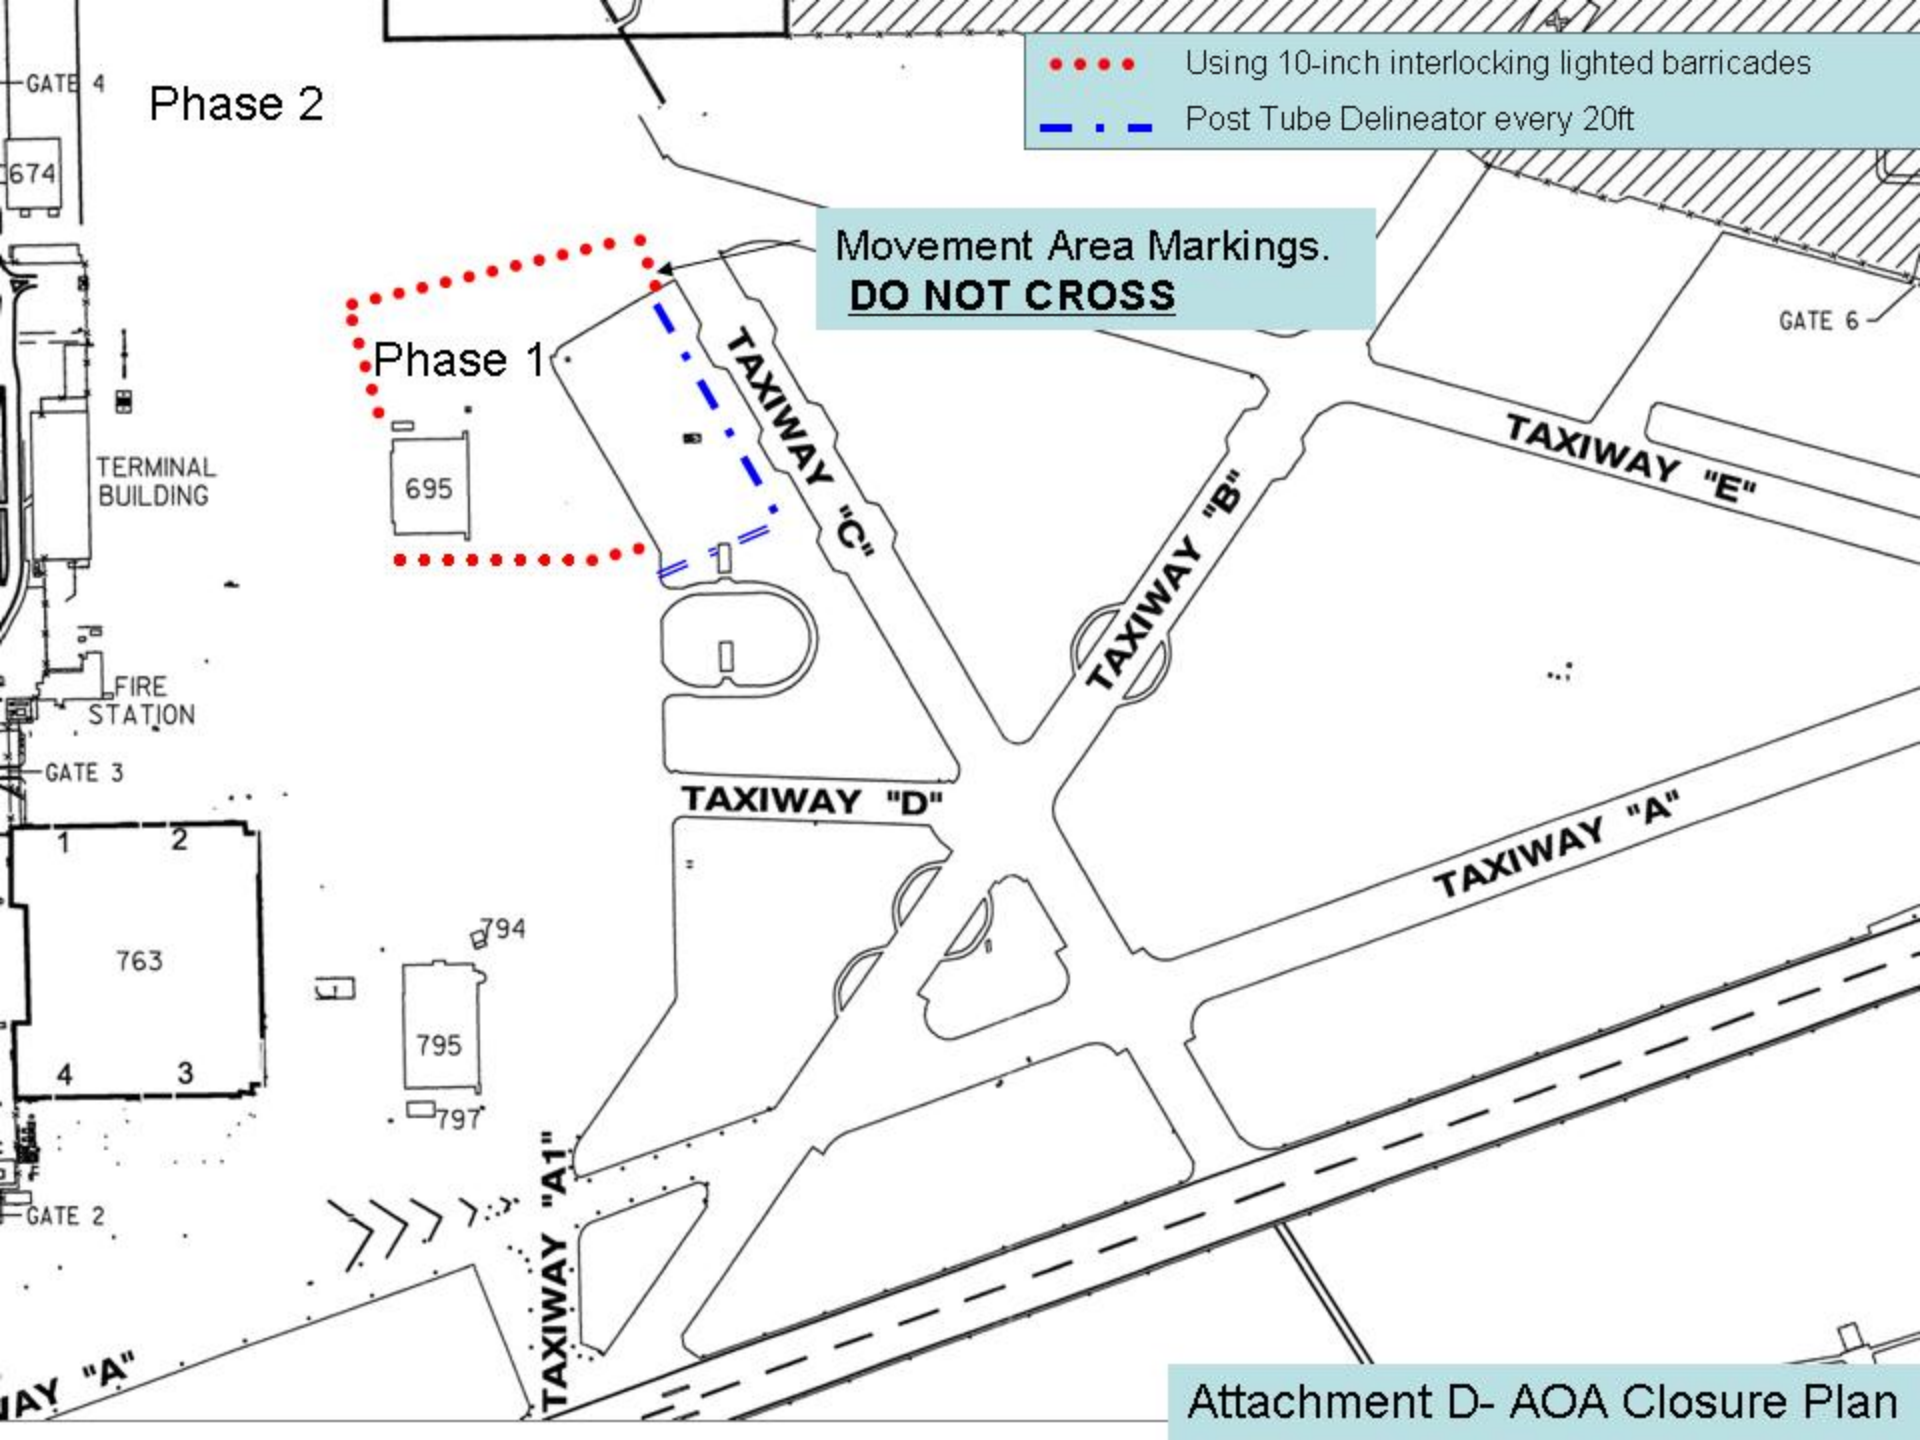 Using 10-inch interlocking lighted barricades
Post Tube Delineator every 20ft
GATE 4
Phase 2
674
Movement Area Markings.
DO NOT CROSS
GATE 6
Phase 1
TAXIWAY "C"
TAXIWAY "E"
TERMINAL
BUILDING
695
TAXIWAY "B"
FIRE
STATION
GATE 3
TAXIWAY "D"
TAXIWAY "A"
1
2
763
794
795
4
3
797
TAXIWAY "A1"
GATE 2
WAY "A"
Attachment D- AOA Closure Plan